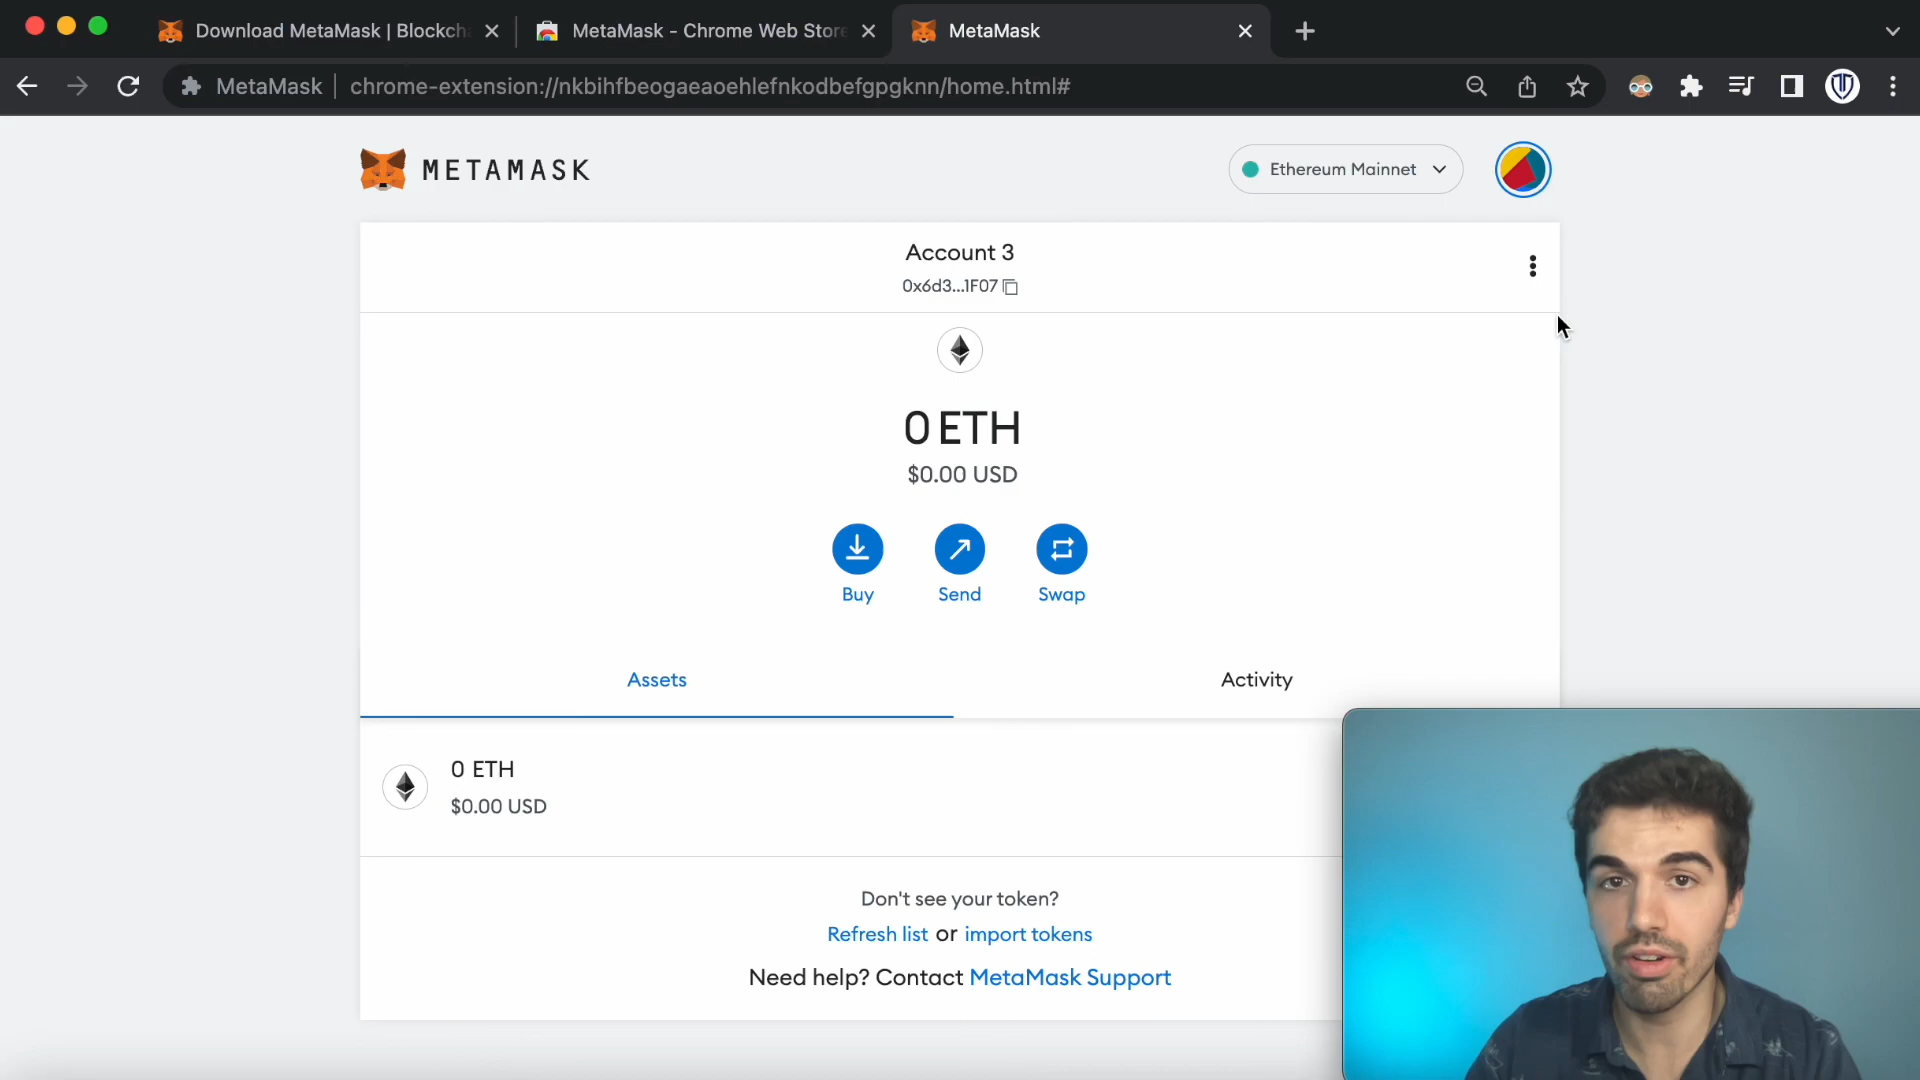 Download MetaMask | Blockch
MetaMask - Chrome Web Store
MetaMask
MetaMask
chrome-extension://nkbihfbeogaeaoehlefnkodbefgpgknn/home.html#
METAMASK
Ethereum Mainnet
Account 3
0x6d3...1F07
0 ETH
$0.00 USD
Buy
Send
Swap
Assets
Activity
0 ETH
$0.00 USD
Don't see your token?
Refresh list or import tokens
Need help? Contact MetaMask Support